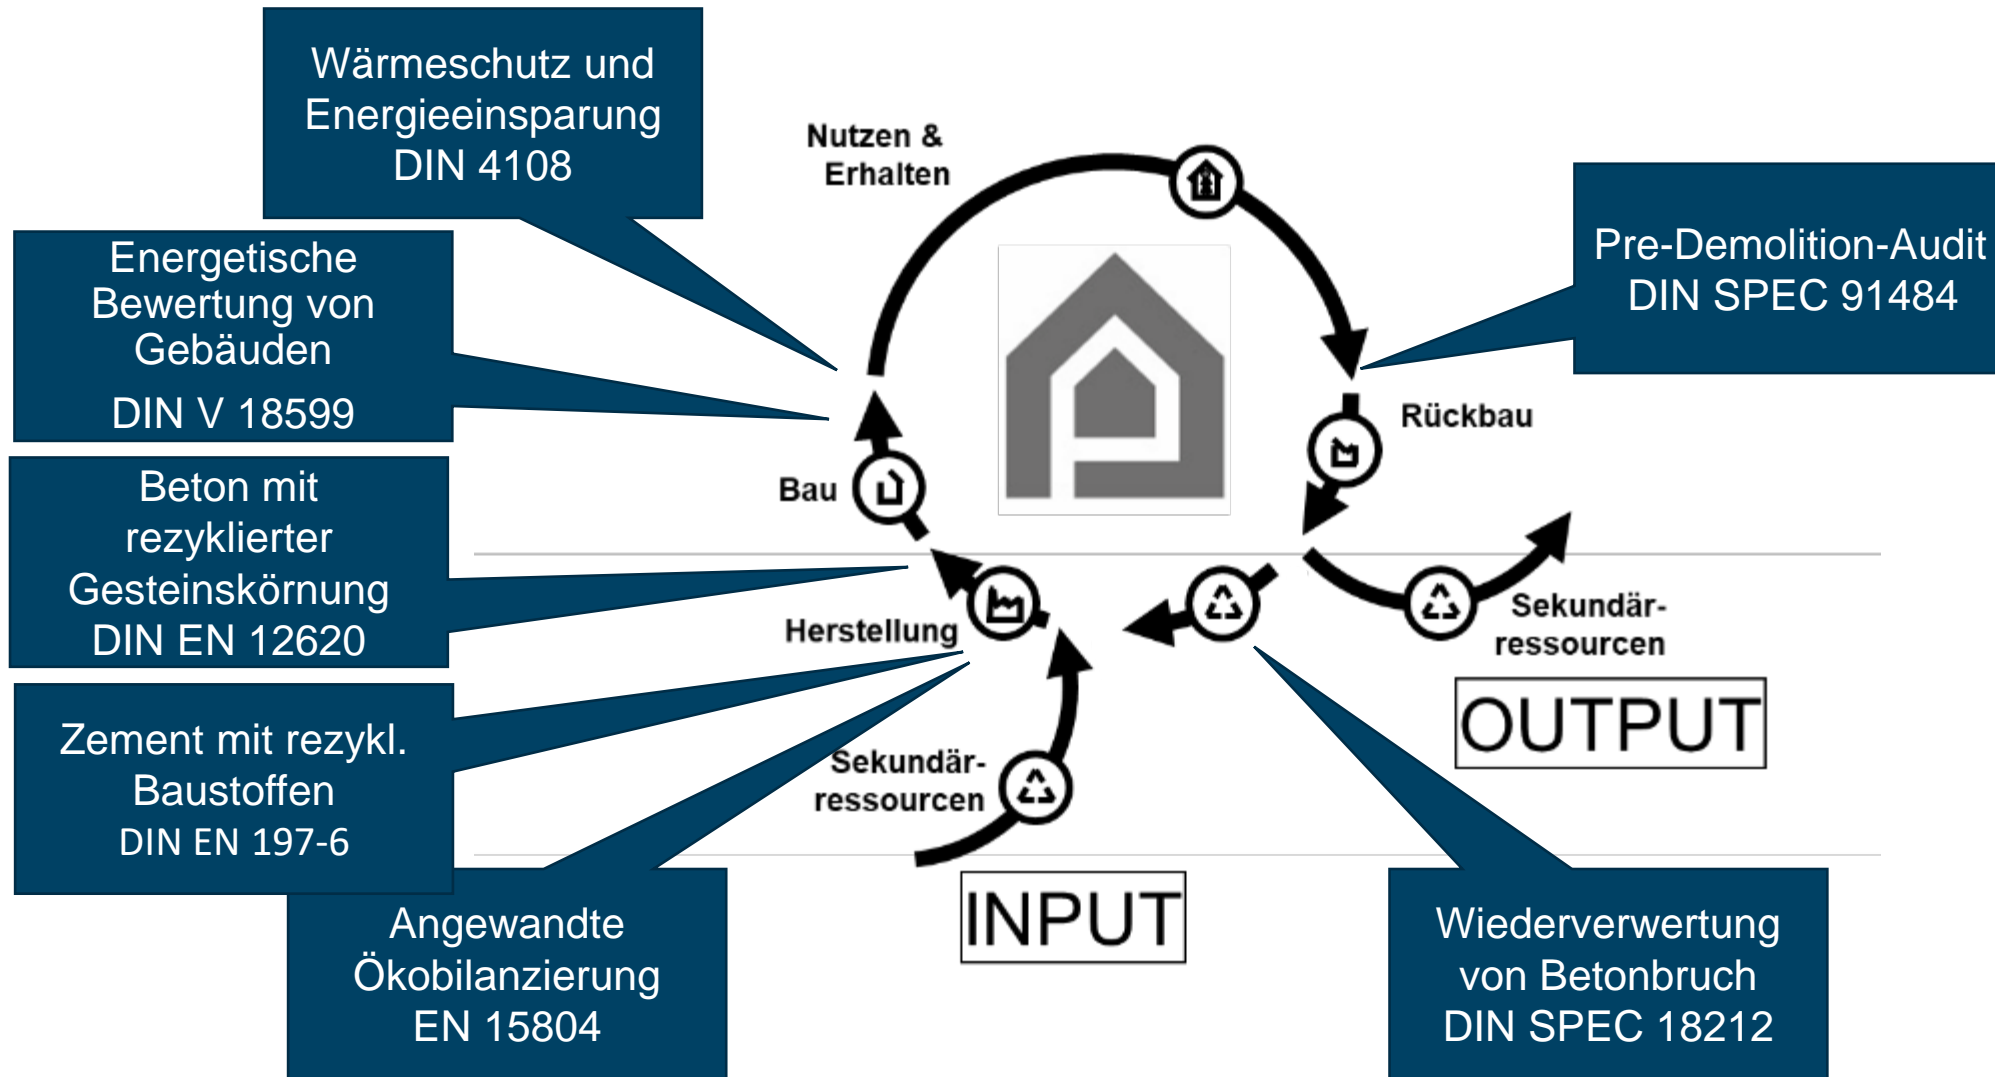 Wärmeschutz und
Energieeinsparung
DIN 4108
Energetische
Bewertung von
Gebäuden
DIN V 18599
Beton mit
rezyklierter
Gesteinskörnung
DIN EN 12620
Zement mit rezykl.
Baustoffen
DIN EN 197-6
Angewandte
Ökobilanzierung
EN 15804
Nutzen &
Erhalten
Bau
Herstellung
Sekundär-
ressourcen
INPUT
Pre-Demolition-Audit
DIN SPEC 91484
Rückbau
Sekundär-
ressourcen
OUTPUT
Wiederverwertung
von Betonbruch
DIN SPEC 18212